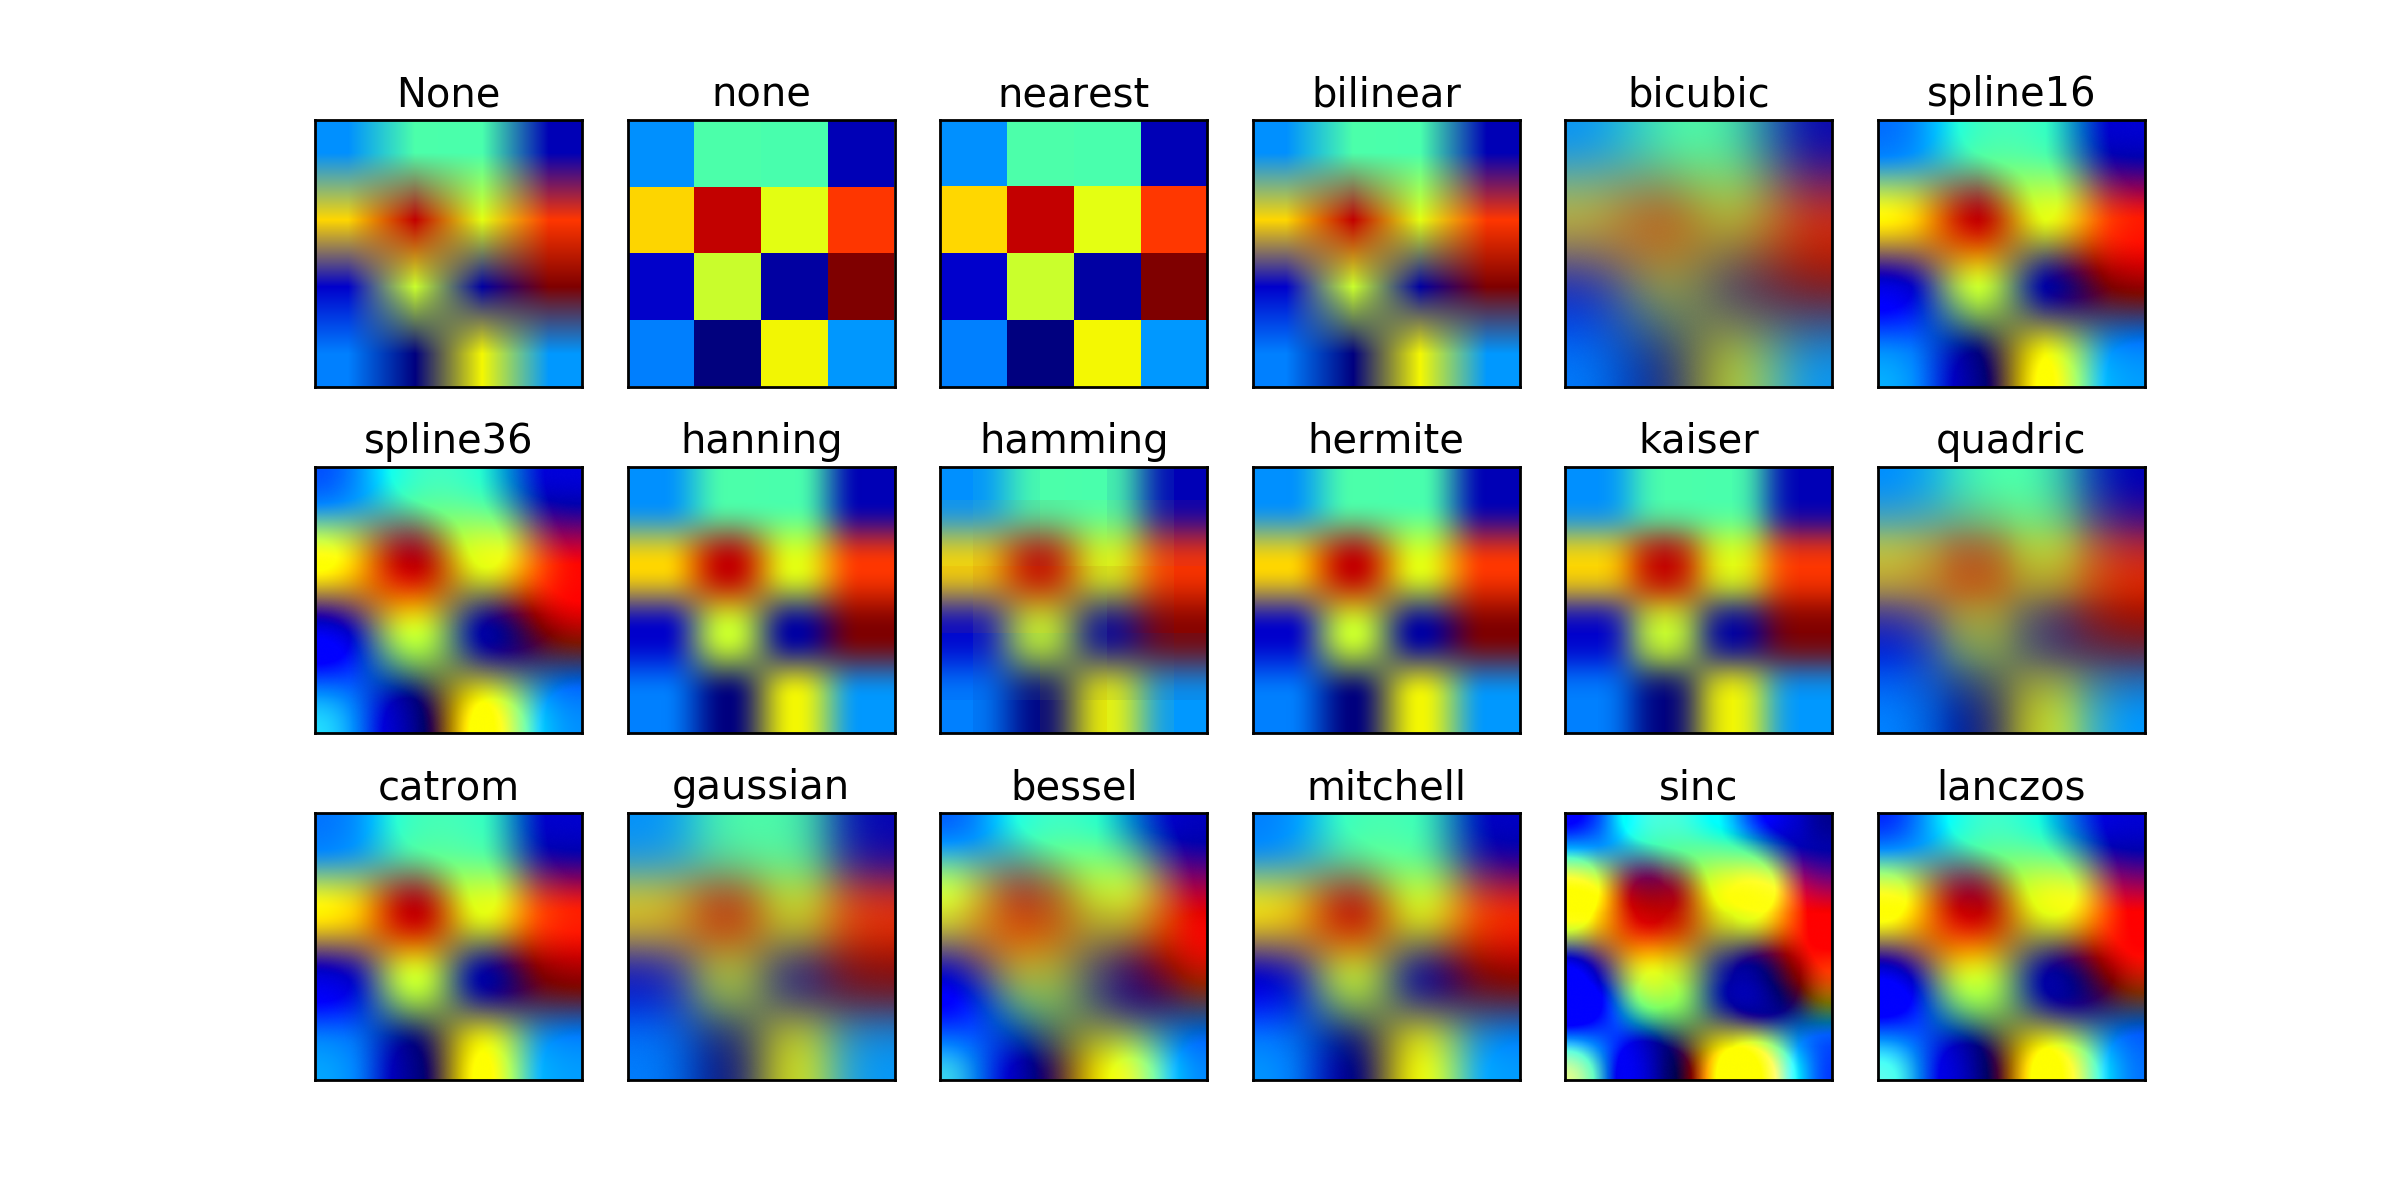 None none nearest bilinear bicubic spline16
spline36 hanning hamming hermite kaiser quadric
catrom gaussian bessel mitchell sinc lanczos